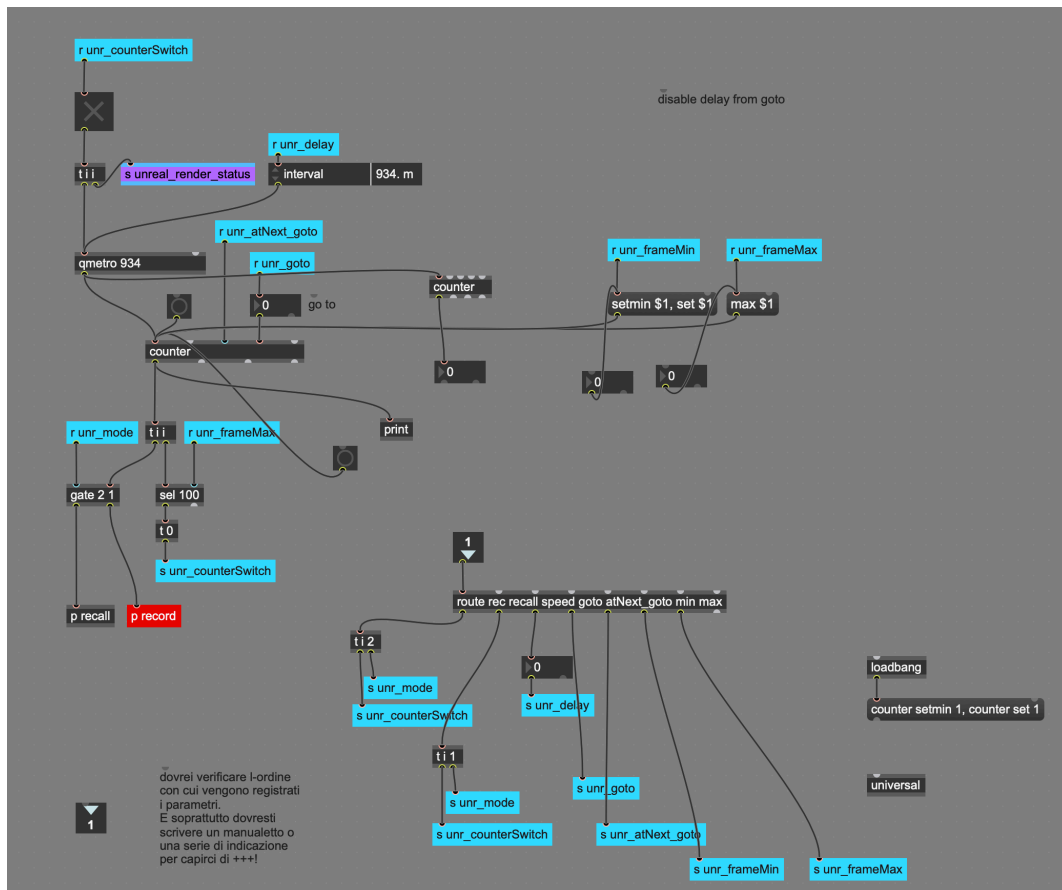 r unr_counterSwitch
disable delay from goto
r unr_delay
t i i
s unreal_render_status
interval
934. m
r unr_atNext_goto
r unr_frameMin
r unr_frameMax
qmetro 934
r unr_goto
counter
0
go to
setmin $1, set $1
max $1
counter
0
0
0
print
r unr_mode
t i i
r unr_frameMax
gate 2 1
sel 100
t 0
1
s unr_counterSwitch
route rec recall speed goto atNext_goto min max
p recall
p record
t i 2
0
loadbang
s unr_mode
s unr_delay
s unr_counterSwitch
counter setmin 1, counter set 1
t i 1
dovrei verificare l-ordine
con cui vengono registrati
i parametri.
E soprattutto dovresti
scrivere un manualetto o
una serie di indicazione
per capirci di +++!
universal
s unr_goto
s unr_mode
1
s unr_counterSwitch
s unr_atNext_goto
s unr_frameMin
s unr_frameMax